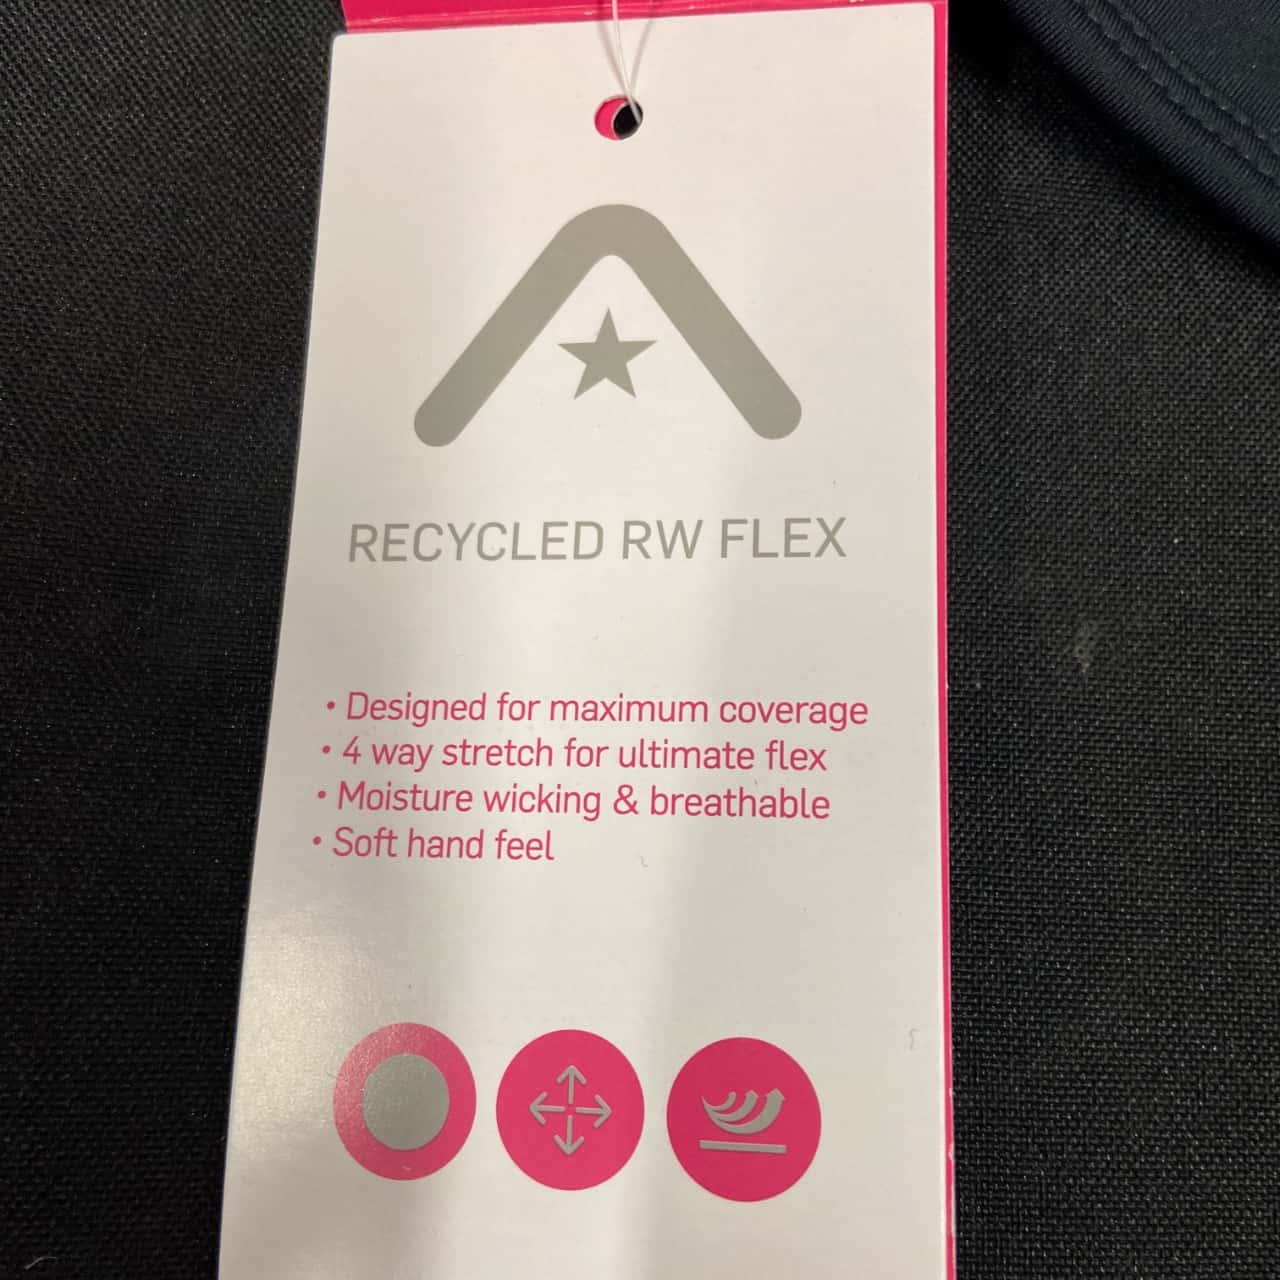 RECYCLED RW FLEX
• Designed for maximum coverage
• 4 way stretch for ultimate flex
• Moisture wicking & breathable
• Soft hand feel